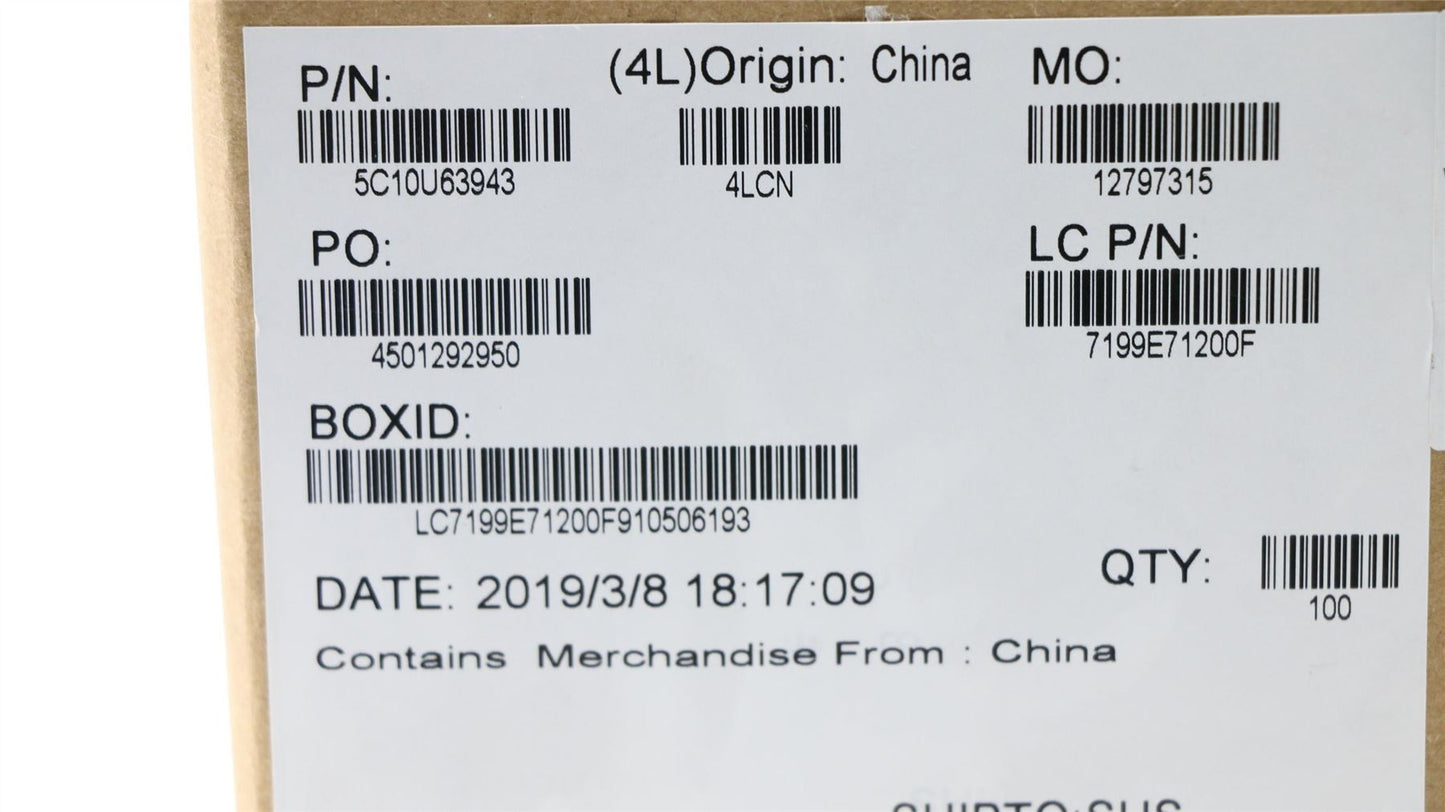 P/N:
(4L)Origin: China
MO:
5C10U63943
4LCN
12797315
PO:
LC P/N:
4501292950
7199E71200F
BOXID:
LC7199E71200F910506193
DATE: 2019/3/8 18:17:09
QTY:
100
Contains Merchandise From : China